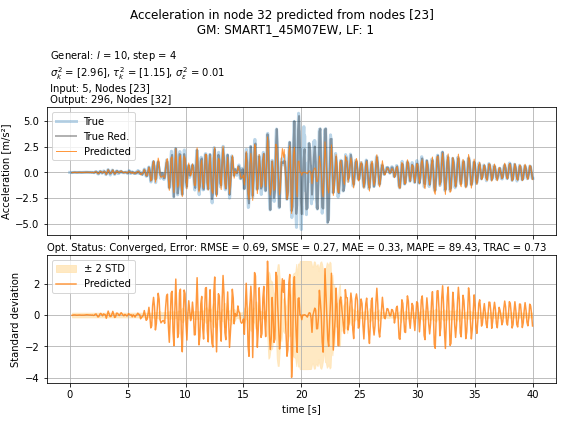 Acceleration in node 32 predicted from nodes [23]
GM: SMART1_45M07EW, LF: 1
General: l = 10, step = 4
σ²ₖ = [2.96], τ²ₖ = [1.15], σ²ε = 0.01
Input: 5, Nodes [23]
Output: 296, Nodes [32]
True
True Red.
Predicted
Acceleration [m/s²]
5.0
2.5
0.0
−2.5
−5.0
Opt. Status: Converged, Error: RMSE = 0.69, SMSE = 0.27, MAE = 0.33, MAPE = 89.43, TRAC = 0.73
± 2 STD
Predicted
Standard deviation
2
0
−2
−4
0 5 10 15 20 25 30 35 40
time [s]